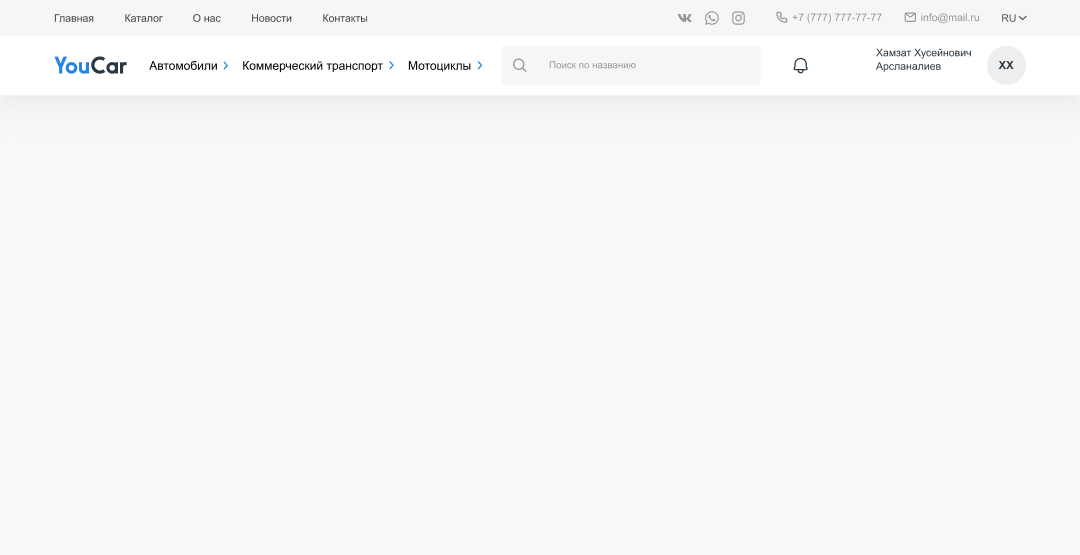 Главная Каталог О нас Новости Контакты +7 (777) 777-77-77 info@mail.ru RU
YouCar Автомобили Коммерческий транспорт Мотоциклы Поиск по названию Хамзат Хусейнович
Арсланалиев XX